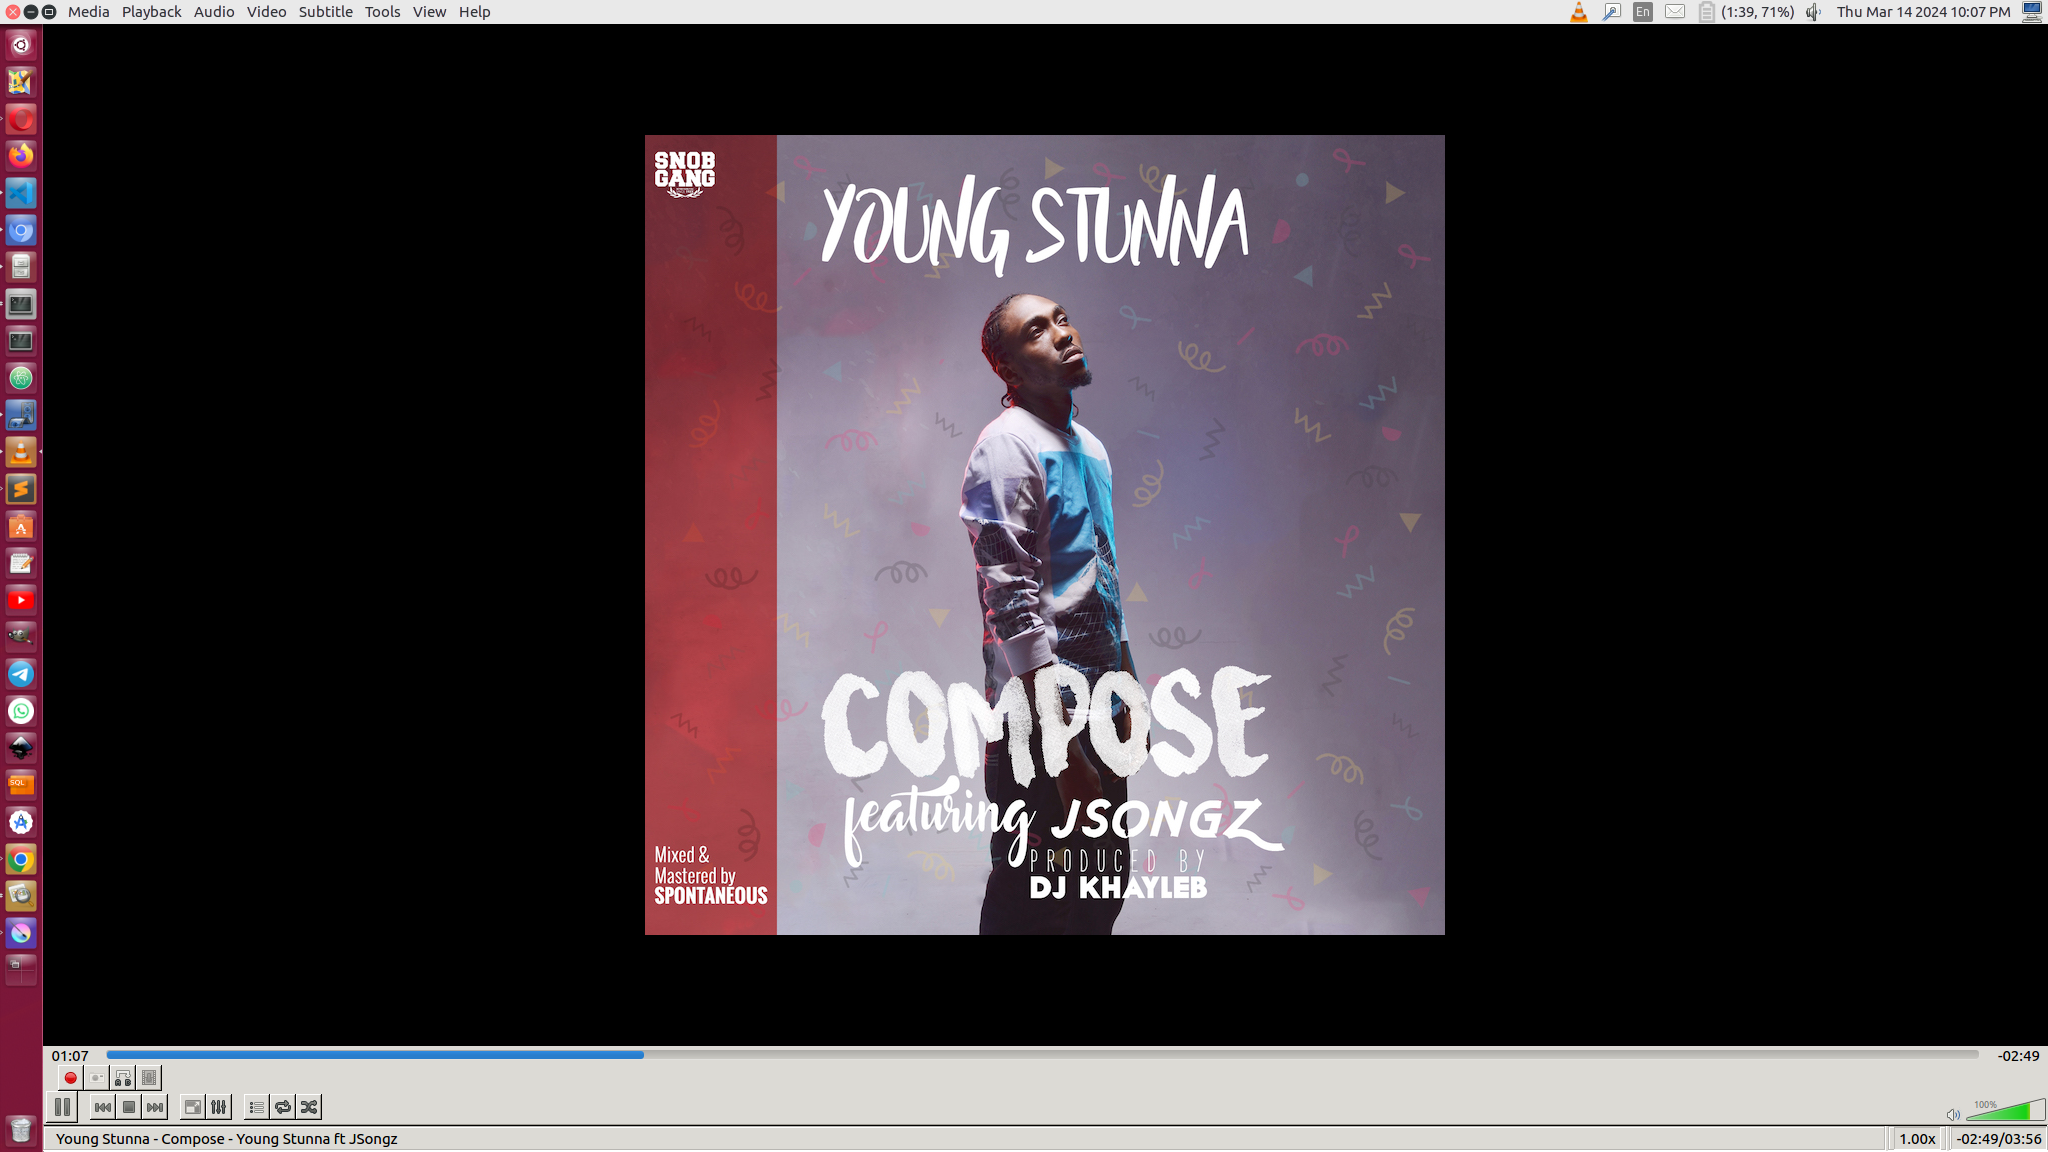 Media Playback Audio Video Subtitle Tools View Help
En (1:39, 71%) Thu Mar 14 2024 10:07 PM
SNOB
GANG
YOUNG STUNNA
COMPOSE
featuring JSONGZ
PRODUCED BY
DJ KHAYLEB
Mixed &
Mastered by
SPONTANEOUS
SQL
01:07 -02:49
A B
100%
Young Stunna - Compose - Young Stunna ft JSongz 1.00x -02:49/03:56